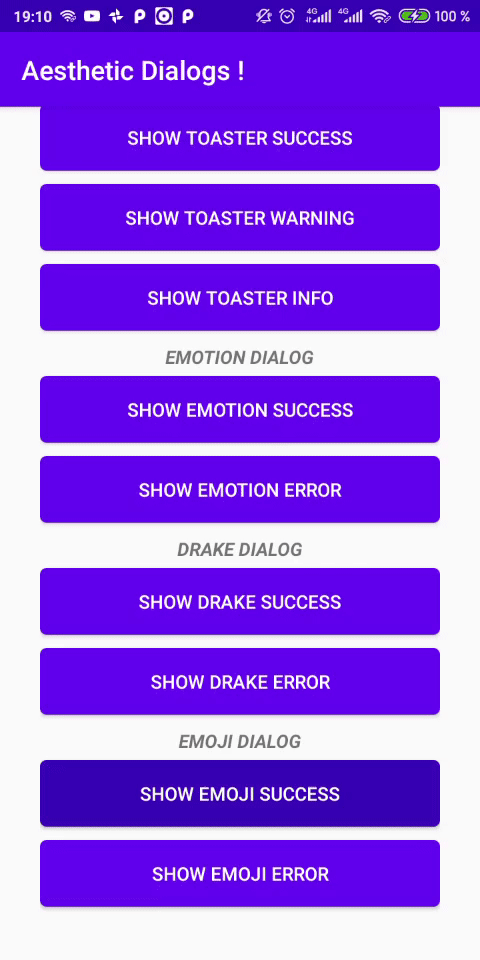 19:10 4G 4G 100 %
Aesthetic Dialogs !
SHOW TOASTER SUCCESS
SHOW TOASTER WARNING
SHOW TOASTER INFO
EMOTION DIALOG
SHOW EMOTION SUCCESS
SHOW EMOTION ERROR
DRAKE DIALOG
SHOW DRAKE SUCCESS
SHOW DRAKE ERROR
EMOJI DIALOG
SHOW EMOJI SUCCESS
SHOW EMOJI ERROR